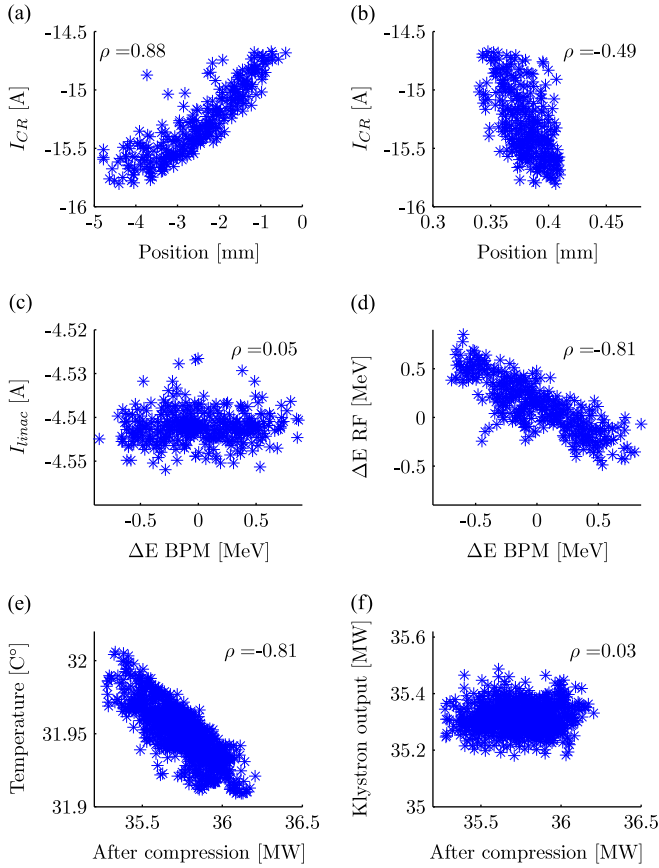 (a)
ρ=0.88
-14.5
-15
-15.5
-16
I_CR [A]
-5 -4 -3 -2 -1 0
Position [mm]
(b)
ρ=-0.49
-14.5
-15
-15.5
-16
I_CR [A]
0.3 0.35 0.4 0.45
Position [mm]
(c)
ρ=0.05
-4.52
-4.53
-4.54
-4.55
I_linac [A]
-0.5 0 0.5
ΔE BPM [MeV]
(d)
ρ=-0.81
0.5
0
-0.5
ΔE RF [MeV]
-0.5 0 0.5
ΔE BPM [MeV]
(e)
ρ=-0.81
32
31.95
31.9
Temperature [C°]
35.5 36 36.5
After compression [MW]
(f)
ρ=0.03
35.6
35.4
35.2
35
Klystron output [MW]
35.5 36 36.5
After compression [MW]